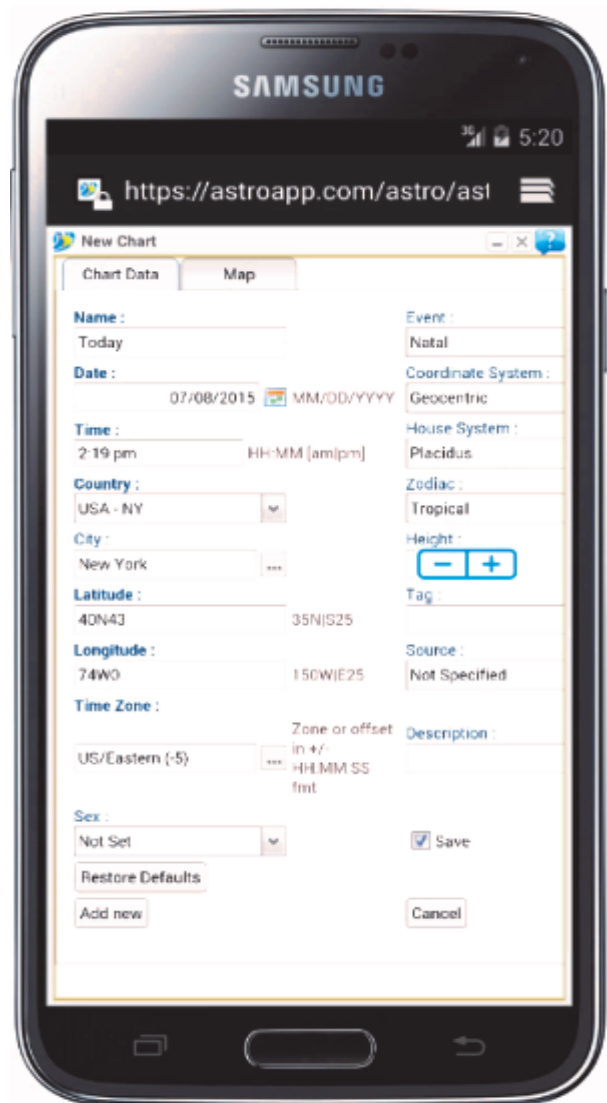 SAMSUNG
3G 5:20
https://astroapp.com/astro/ast
New Chart
Chart Data Map
Name : Event :
Today Natal
Date : Coordinate System :
07/08/2015 MM/DD/YYYY Geocentric
Time : House System :
2:19 pm HH:MM [am|pm] Placidus
Country : Zodiac :
USA - NY Tropical
City : Height :
New York ... − +
Latitude : Tag :
40N43 35N|S25
Longitude : Source :
74W0 150W|E25 Not Specified
Time Zone :
Zone or offset Description :
US/Eastern (-5) ... in +/-
HH:MM:SS
fmt
Sex :
Not Set Save
Restore Defaults
Add new Cancel